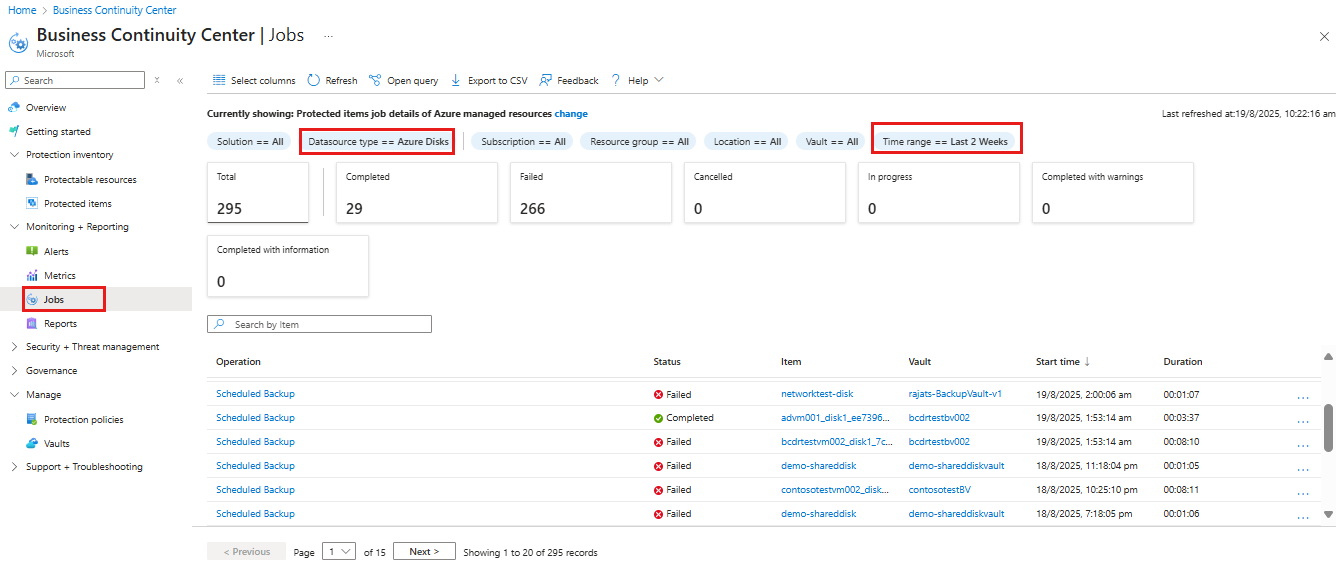 Home > Business Continuity Center
Business Continuity Center | Jobs ...
Microsoft
Search
Overview
Getting started
Protection inventory
Protectable resources
Protected items
Monitoring + Reporting
Alerts
Metrics
Jobs
Reports
Security + Threat management
Governance
Manage
Protection policies
Vaults
Support + Troubleshooting
Select columns Refresh Open query Export to CSV Feedback Help
Currently showing: Protected items job details of Azure managed resources change
Last refreshed at:19/8/2025, 10:22:16 am
Solution == All Datasource type == Azure Disks Subscription == All Resource group == All Location == All Vault == All Time range == Last 2 Weeks
Total
295
Completed
29
Failed
266
Cancelled
0
In progress
0
Completed with warnings
0
Completed with information
0
Search by Item
Operation Status Item Vault Start time ↓ Duration
Scheduled Backup Failed networktest-disk rajats-BackupVault-v1 19/8/2025, 2:00:06 am 00:01:07 ...
Scheduled Backup Completed advm001_disk1_ee7396... bcdrtestbv002 19/8/2025, 1:53:14 am 00:03:37 ...
Scheduled Backup Failed bcdrtestvm002_disk1_7c... bcdrtestbv002 19/8/2025, 1:53:14 am 00:08:10 ...
Scheduled Backup Failed demo-shareddisk demo-shareddiskvault 18/8/2025, 11:18:04 pm 00:01:05 ...
Scheduled Backup Failed contosotestvm002_disk... contosotestBV 18/8/2025, 10:25:10 pm 00:08:11 ...
Scheduled Backup Failed demo-shareddisk demo-shareddiskvault 18/8/2025, 7:18:05 pm 00:01:06 ...
< Previous Page 1 of 15 Next > Showing 1 to 20 of 295 records